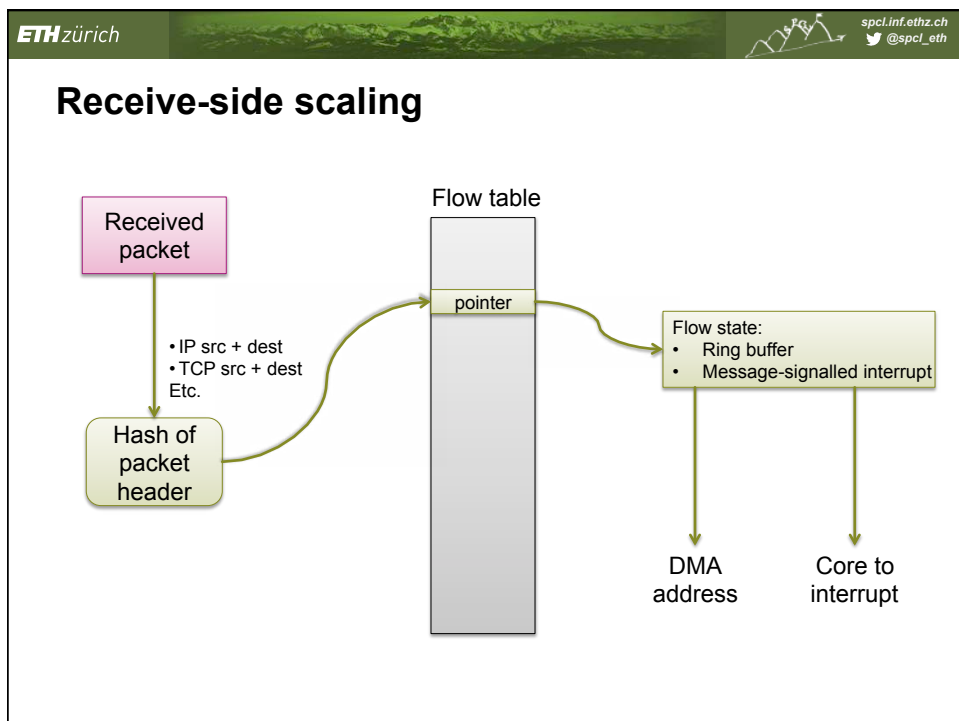 ETH zürich
spcl.inf.ethz.ch
@spcl_eth
Receive-side scaling
Flow table
Received
packet
pointer
• IP src + dest
• TCP src + dest
Etc.
Flow state:
• Ring buffer
• Message-signalled interrupt
Hash of
packet
header
DMA
address
Core to
interrupt